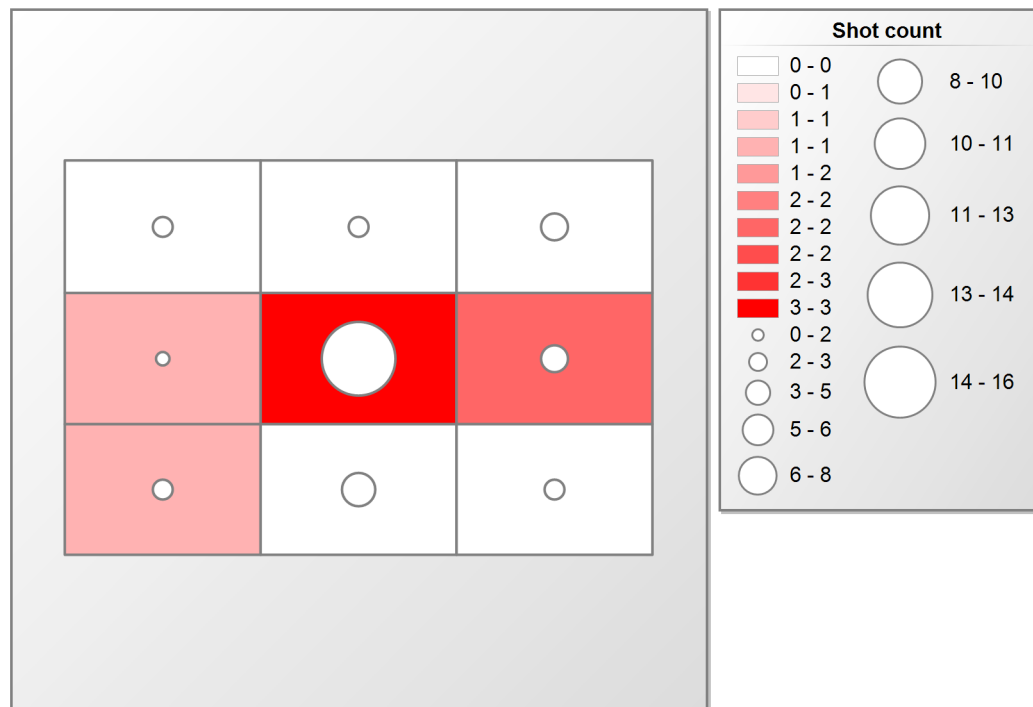 Shot count
0 - 0
0 - 1
1 - 1
1 - 1
1 - 2
2 - 2
2 - 2
2 - 2
2 - 3
3 - 3
0 - 2
2 - 3
3 - 5
5 - 6
6 - 8
8 - 10
10 - 11
11 - 13
13 - 14
14 - 16